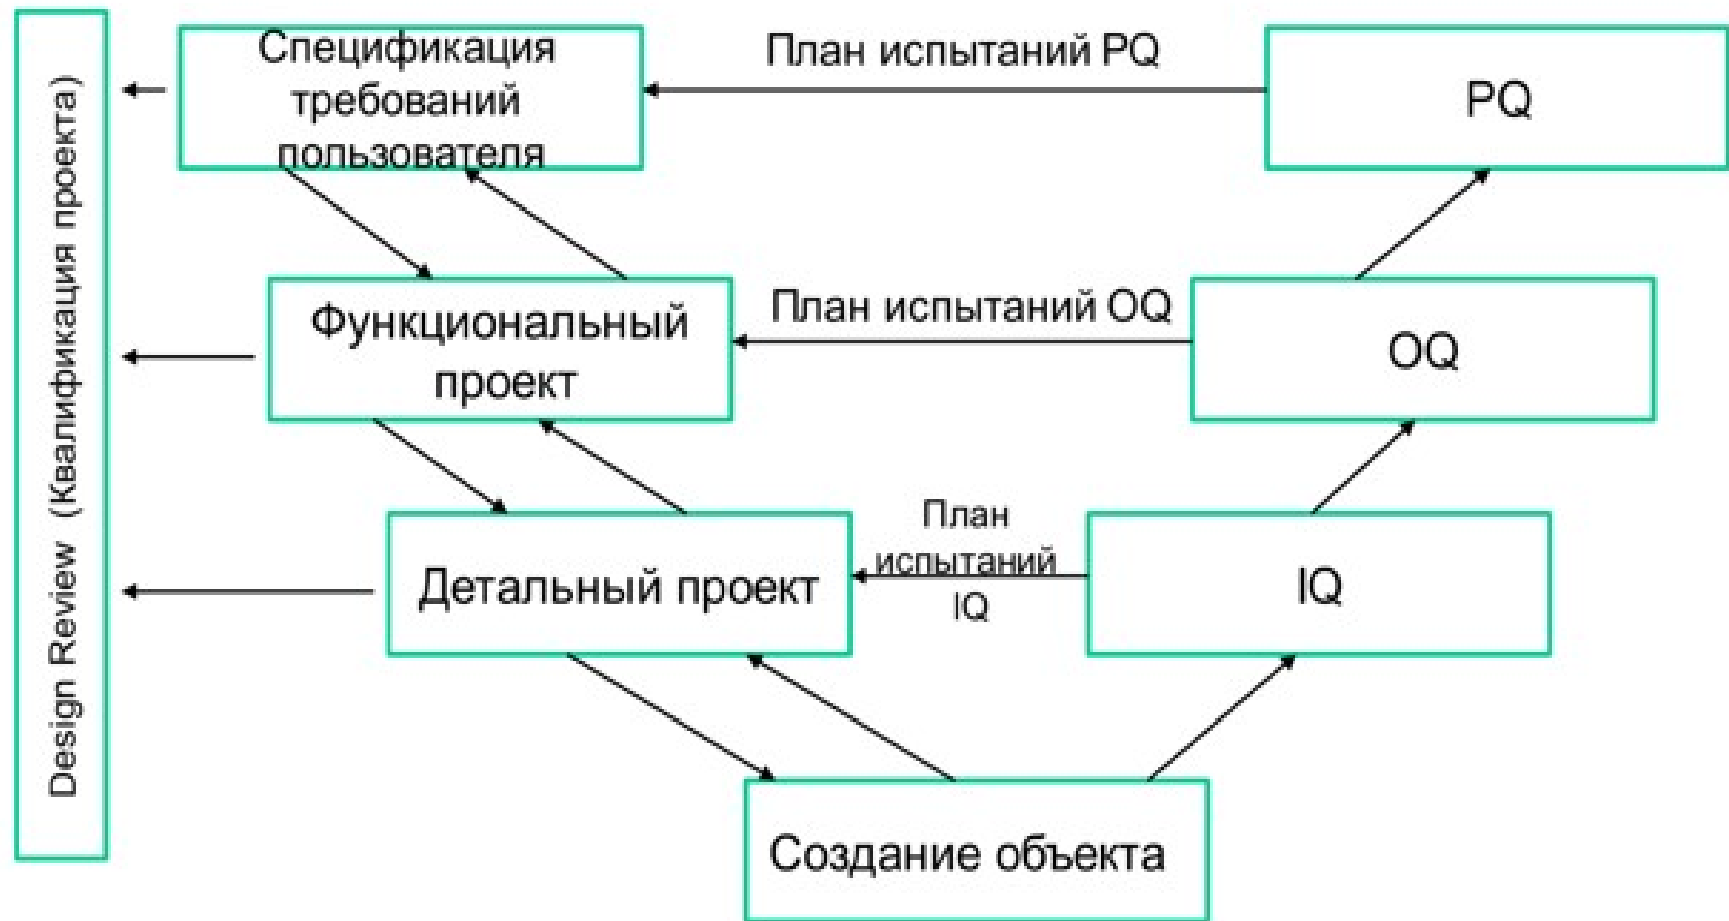 Design Review (Квалификация проекта)
Спецификация
требований
пользователя
План испытаний PQ
PQ
Функциональный
проект
План испытаний OQ
OQ
Детальный проект
План
испытаний
IQ
IQ
Создание объекта